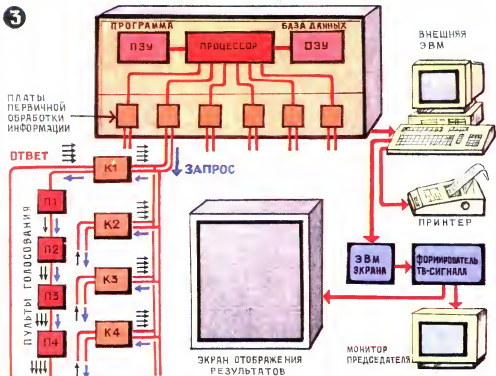 3
ПРОГРАММА
БАЗА ДАННЫХ
ПЗУ
ПРОЦЕССОР
ОЗУ
ВНЕШНЯЯ
ЭВМ
ПЛАТЫ
ПЕРВИЧНОЙ
ОБРАБОТКИ
ИНФОРМАЦИИ
ОТВЕТ
ЗАПРОС
К1
К2
К3
К4
П1
П2
П3
П4
ПУЛЬТЫ ГОЛОСОВАНИЯ
ПРИНТЕР
ЭВМ
ЭКРАНА
ФОРМИРОВАТЕЛЬ
ТВ-СИГНАЛА
ЭКРАН ОТОБРАЖЕНИЯ
РЕЗУЛЬТАТОВ
МОНИТОР
ПРЕДСЕДАТЕЛЯ